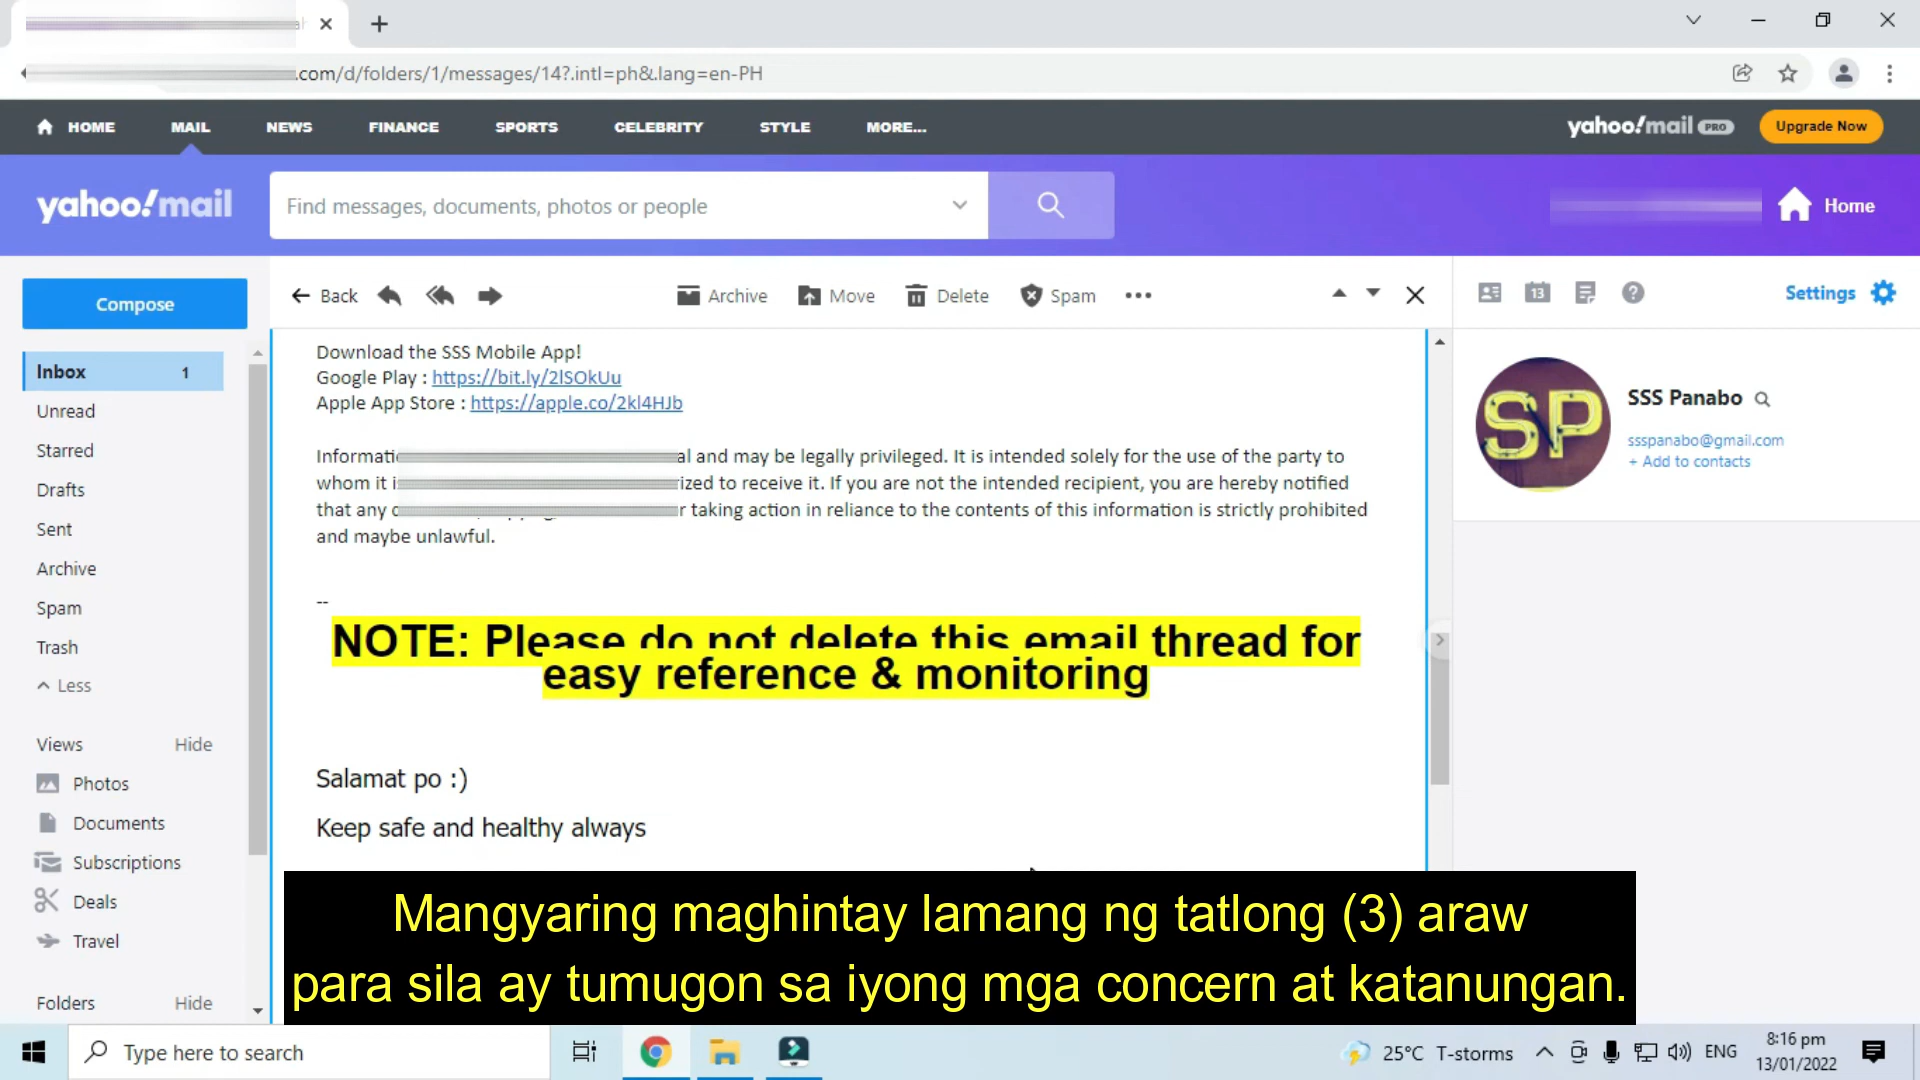 .com/d/folders/1/messages/14?.intl=ph&.lang=en-PH
HOME MAIL NEWS FINANCE SPORTS CELEBRITY STYLE MORE... yahoo!mail PRO Upgrade Now
yahoo!mail Find messages, documents, photos or people Home
Compose
Back Archive Move Delete Spam 13 Settings
Inbox 1
Unread
Starred
Drafts
Sent
Archive
Spam
Trash
Less
Views Hide
Photos
Documents
Subscriptions
Deals
Travel
Folders Hide
Download the SSS Mobile App!
Google Play : https://bit.ly/2lSOkUu
Apple App Store : https://apple.co/2kl4HJb
and may be legally privileged. It is intended solely for the use of the party to
whom it to receive it. If you are not the intended recipient, you are hereby notified
that any taking action in reliance to the contents of this information is strictly prohibited
and maybe unlawful.
--
NOTE: Please do not delete this email thread for
easy reference & monitoring
Salamat po :)
Keep safe and healthy always
SP
SSS Panabo
ssspanabo@gmail.com
+ Add to contacts
Mangyaring maghintay lamang ng tatlong (3) araw
para sila ay tumugon sa iyong mga concern at katanungan.
Type here to search 25°C T-storms ENG 8:16 pm
13/01/2022